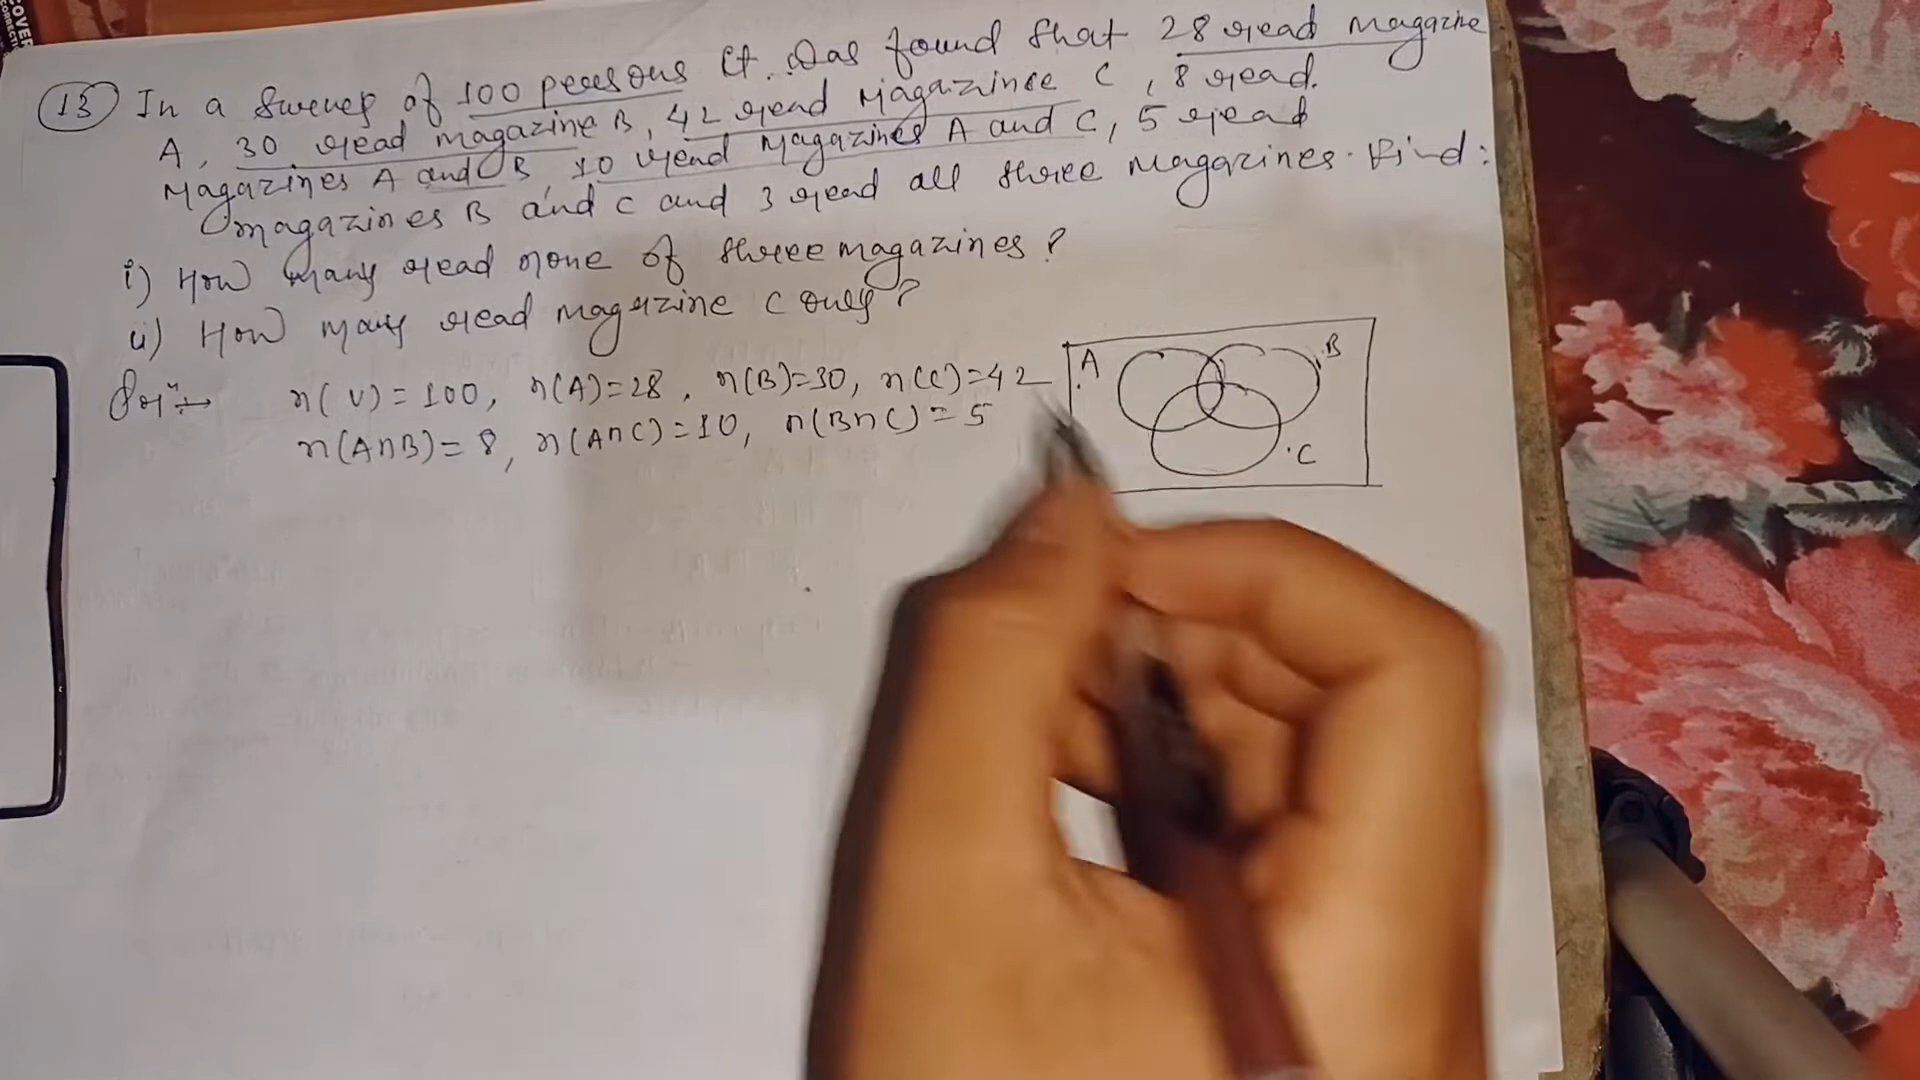 COVER
CORRECTI
13 In a survey of 100 persons it was found that 28 read magazine
A, 30 read magazine B, 42 read Magazines C, 8 read.
Magazines A and B, 10 read Magazines A and C, 5 read
magazines B and C and 3 read all three Magazines. Find:
i) How many read none of three magazines?
ii) How many read magazine C only?
Sol:→ n(U)=100, n(A)=28, n(B)=30, n(C)=42
n(A∩B)=8, n(A∩C)=10, n(B∩C)=5
A
B
C